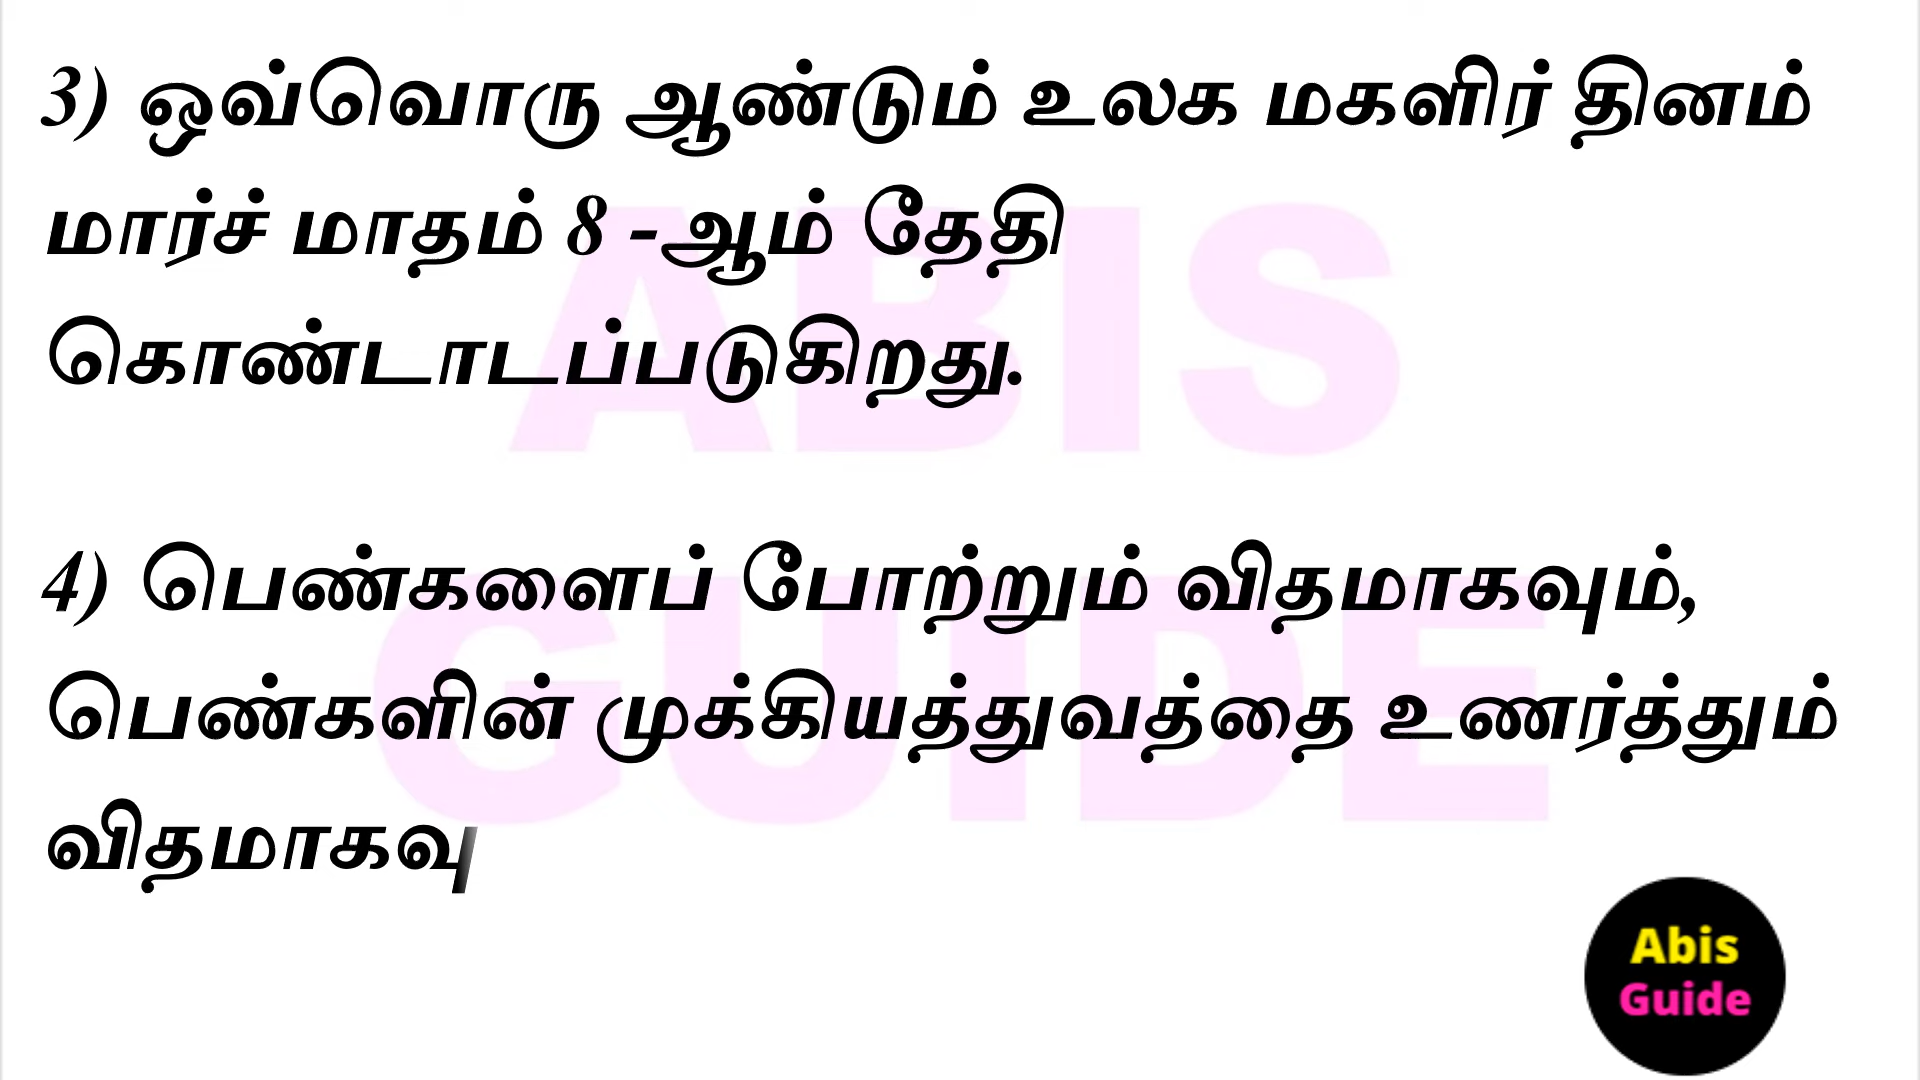 3) ஒவ்வொரு ஆண்டும் உலக மகளிர் தினம்
மார்ச் மாதம் 8 -ஆம் தேதி
கொண்டாடப்படுகிறது.
4) பெண்களைப் போற்றும் விதமாகவும்,
பெண்களின் முக்கியத்துவத்தை உணர்த்தும்
விதமாகவு
ABIS
GUIDE
Abis
Guide